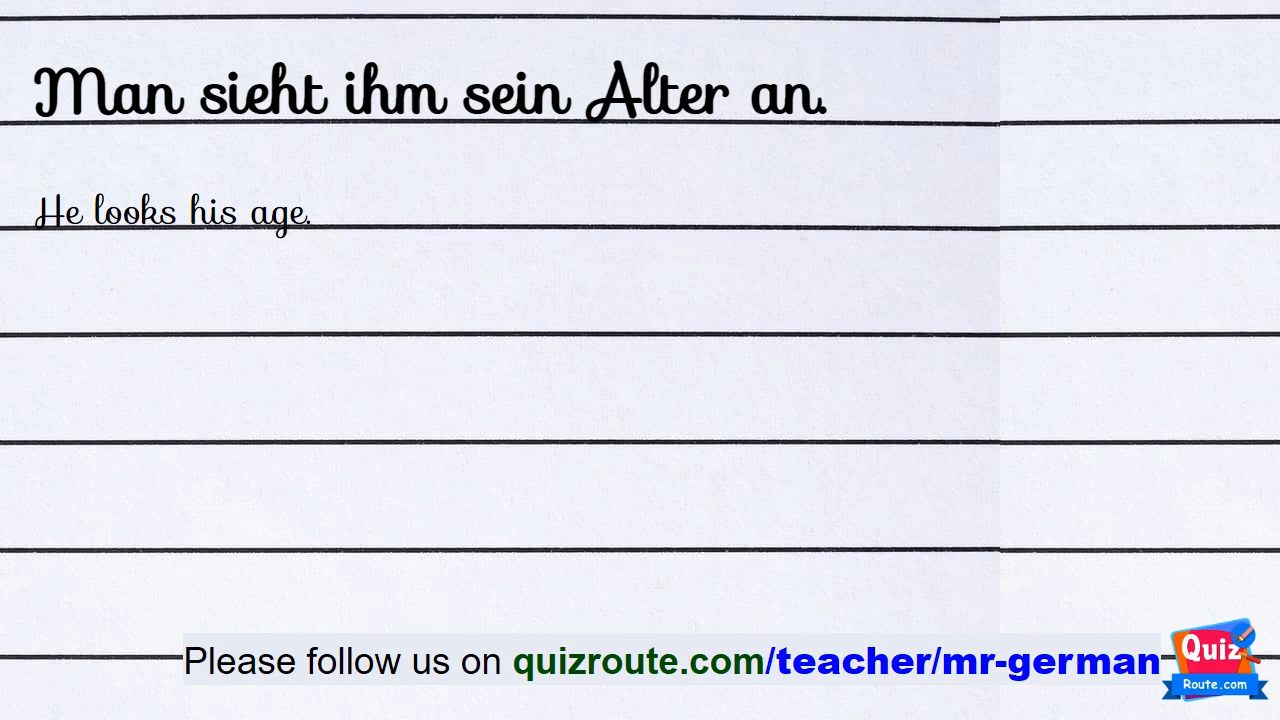 Man sieht ihm sein Alter an.
He looks his age.
Please follow us on quizroute.com/teacher/mr-german
Quiz
Route.com